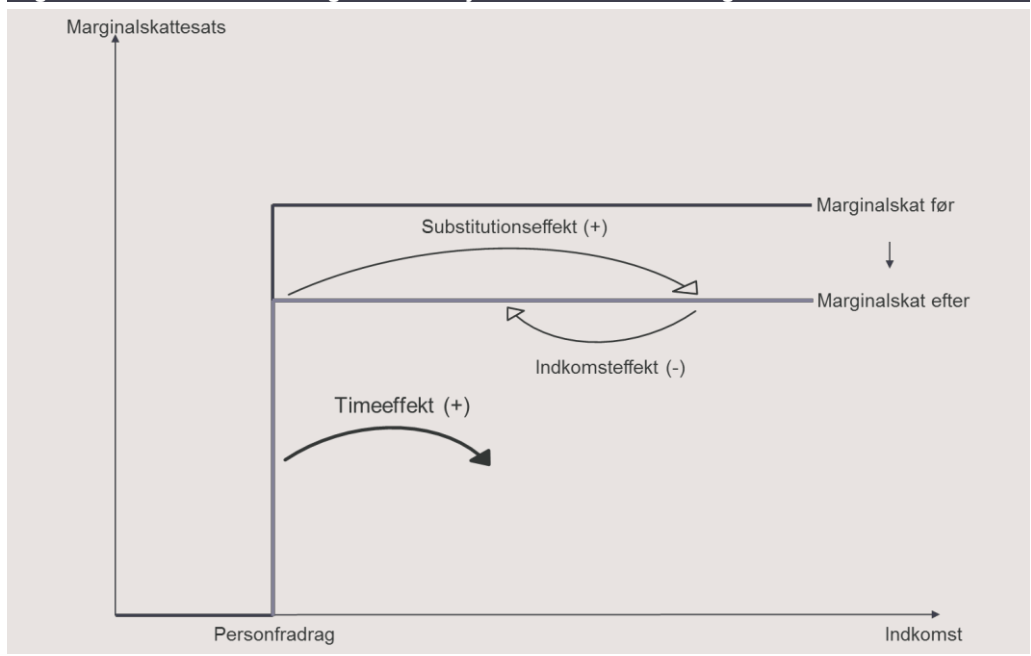 Marginalskattesats
Marginalskat før
Substitutionseffekt (+)
Marginalskat efter
Indkomsteffekt (-)
Timeeffekt (+)
Personfradrag
Indkomst